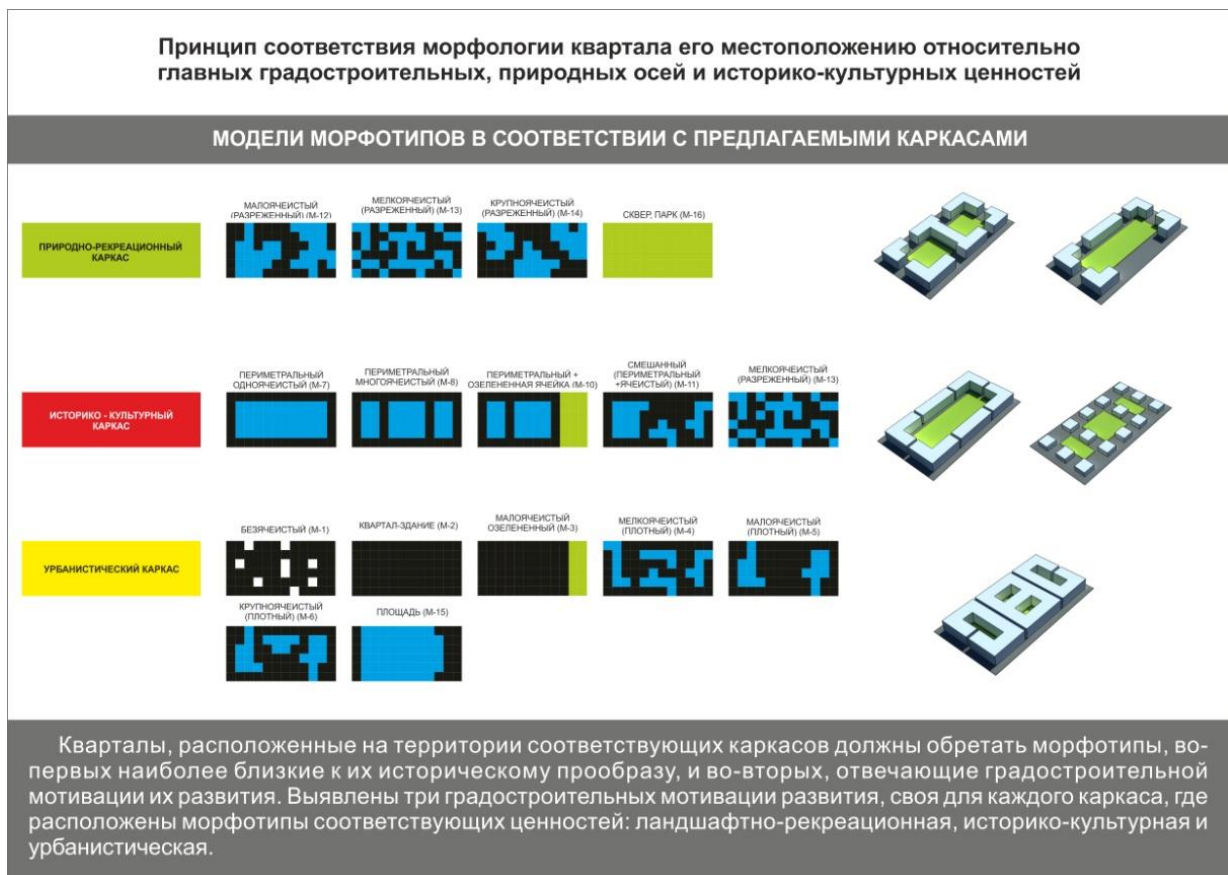 Принцип соответствия морфологии квартала его местоположению относительно
главных градостроительных, природных осей и историко-культурных ценностей
МОДЕЛИ МОРФОТИПОВ В СООТВЕТСТВИИ С ПРЕДЛАГАЕМЫМИ КАРКАСАМИ
ПРИРОДНО-РЕКРЕАЦИОННЫЙ
КАРКАС
МАЛОЯЧЕИСТЫЙ
(РАЗРЕЖЕННЫЙ) (М-12)
МЕЛКОЯЧЕИСТЫЙ
(РАЗРЕЖЕННЫЙ) (М-13)
КРУПНОЯЧЕИСТЫЙ
(РАЗРЕЖЕННЫЙ) (М-14)
СКВЕР, ПАРК (М-16)
ИСТОРИКО - КУЛЬТУРНЫЙ
КАРКАС
ПЕРИМЕТРАЛЬНЫЙ
ОДНОЯЧЕИСТЫЙ (М-7)
ПЕРИМЕТРАЛЬНЫЙ
МНОГОЯЧЕИСТЫЙ (М-8)
ПЕРИМЕТРАЛЬНЫЙ +
ОЗЕЛЕНЕННАЯ ЯЧЕЙКА (М-10)
СМЕШАННЫЙ
(ПЕРИМЕТРАЛЬНЫЙ
+ЯЧЕИСТЫЙ) (М-11)
МЕЛКОЯЧЕИСТЫЙ
(РАЗРЕЖЕННЫЙ) (М-13)
УРБАНИСТИЧЕСКИЙ КАРКАС
БЕЗЯЧЕИСТЫЙ (М-1)
КВАРТАЛ-ЗДАНИЕ (М-2)
МАЛОЯЧЕИСТЫЙ
ОЗЕЛЕНЕННЫЙ (М-3)
МЕЛКОЯЧЕИСТЫЙ
(ПЛОТНЫЙ) (М-4)
МАЛОЯЧЕИСТЫЙ
(ПЛОТНЫЙ) (М-5)
КРУПНОЯЧЕИСТЫЙ
(ПЛОТНЫЙ) (М-6)
ПЛОЩАДЬ (М-15)
Кварталы, расположенные на территории соответствующих каркасов должны обретать морфотипы, во-
первых наиболее близкие к их историческому прообразу, и во-вторых, отвечающие градостроительной
мотивации их развития. Выявлены три градостроительных мотивации развития, своя для каждого каркаса, где
расположены морфотипы соответствующих ценностей: ландшафтно-рекреационная, историко-культурная и
урбанистическая.